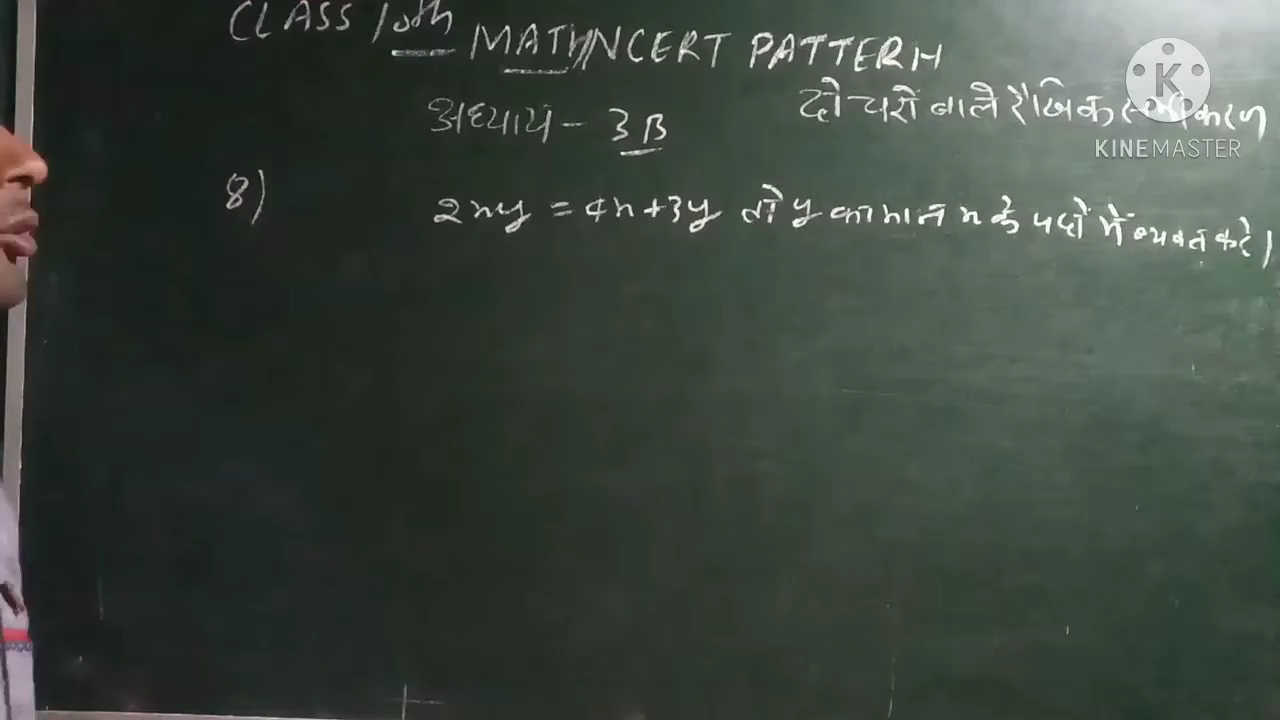 CLASS 10th MATH NCERT PATTERN
अध्याय - 3B दो चरों वाले रैखिक समीकरण
K
KINEMASTER
8) 2xy = 4x + 3y तो y का मान x के पदों में व्यक्त करे।